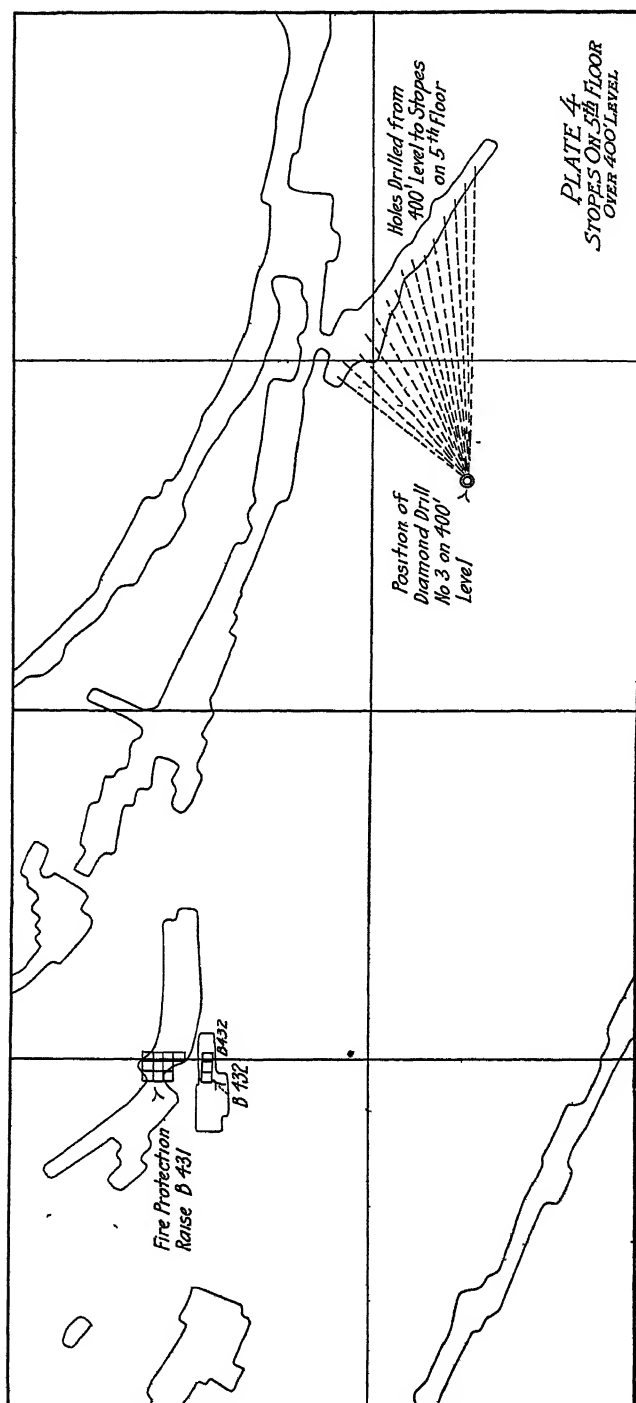 Fire Protection
Raise B 431
B 432
B432
Position of
Diamond Drill
No 3 on 400'
Level
Holes Drilled from
400' Level to Stopes
on 5th Floor
PLATE 4
STOPES ON 5th FLOOR
OVER 400' LEVEL